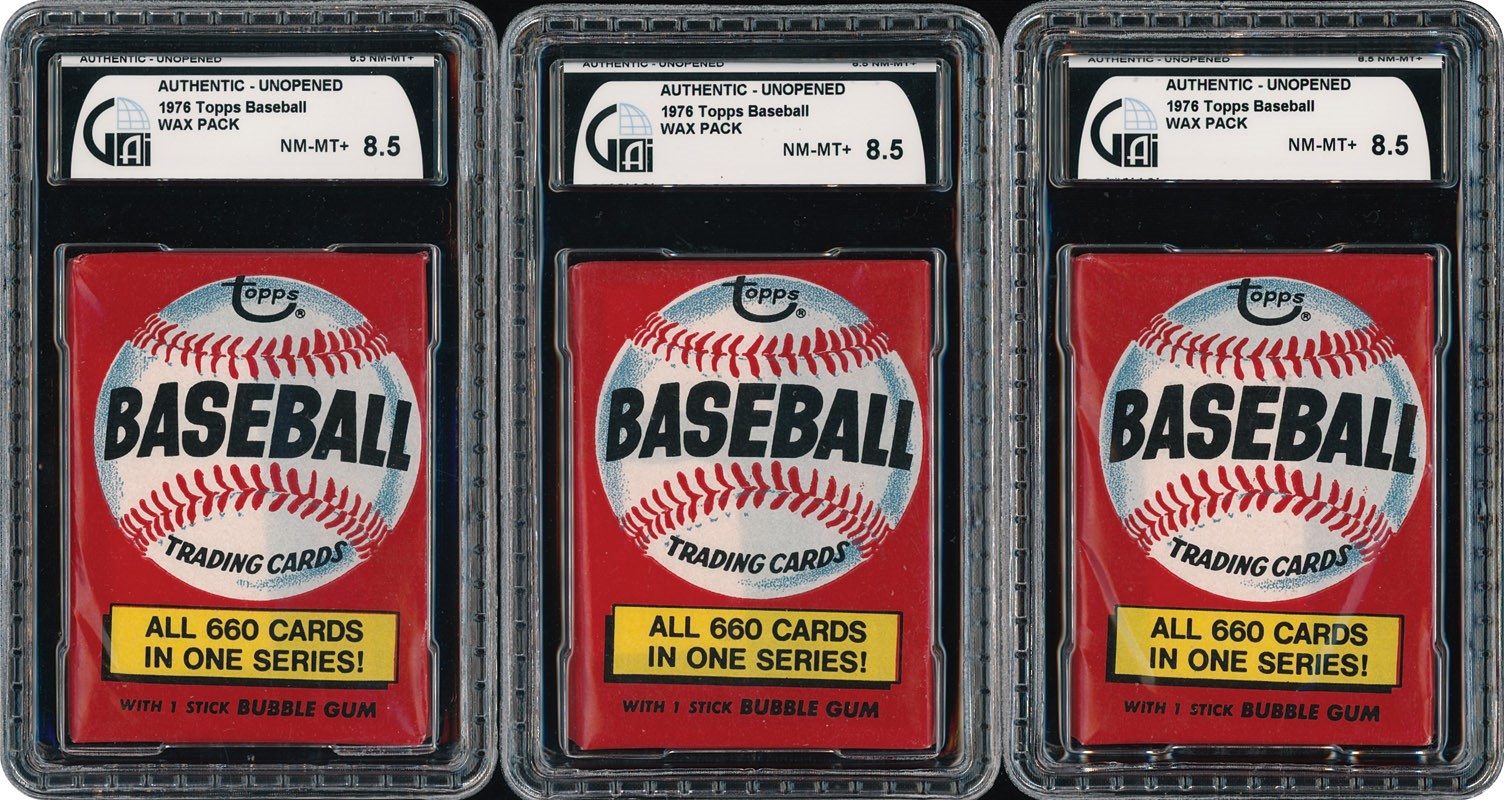 AUTHENTIC - UNOPENED 8.5 NM-MT+
AUTHENTIC - UNOPENED
1976 Topps Baseball
WAX PACK
GAi
NM-MT+ 8.5
topps®
BASEBALL
TRADING CARDS
ALL 660 CARDS
IN ONE SERIES!
WITH 1 STICK BUBBLE GUM
AUTHENTIC - UNOPENED 8.5 NM-MT+
AUTHENTIC - UNOPENED
1976 Topps Baseball
WAX PACK
GAi
NM-MT+ 8.5
topps®
BASEBALL
TRADING CARDS
ALL 660 CARDS
IN ONE SERIES!
WITH 1 STICK BUBBLE GUM
AUTHENTIC - UNOPENED 8.5 NM-MT+
AUTHENTIC - UNOPENED
1976 Topps Baseball
WAX PACK
GAi
NM-MT+ 8.5
topps®
BASEBALL
TRADING CARDS
ALL 660 CARDS
IN ONE SERIES!
WITH 1 STICK BUBBLE GUM